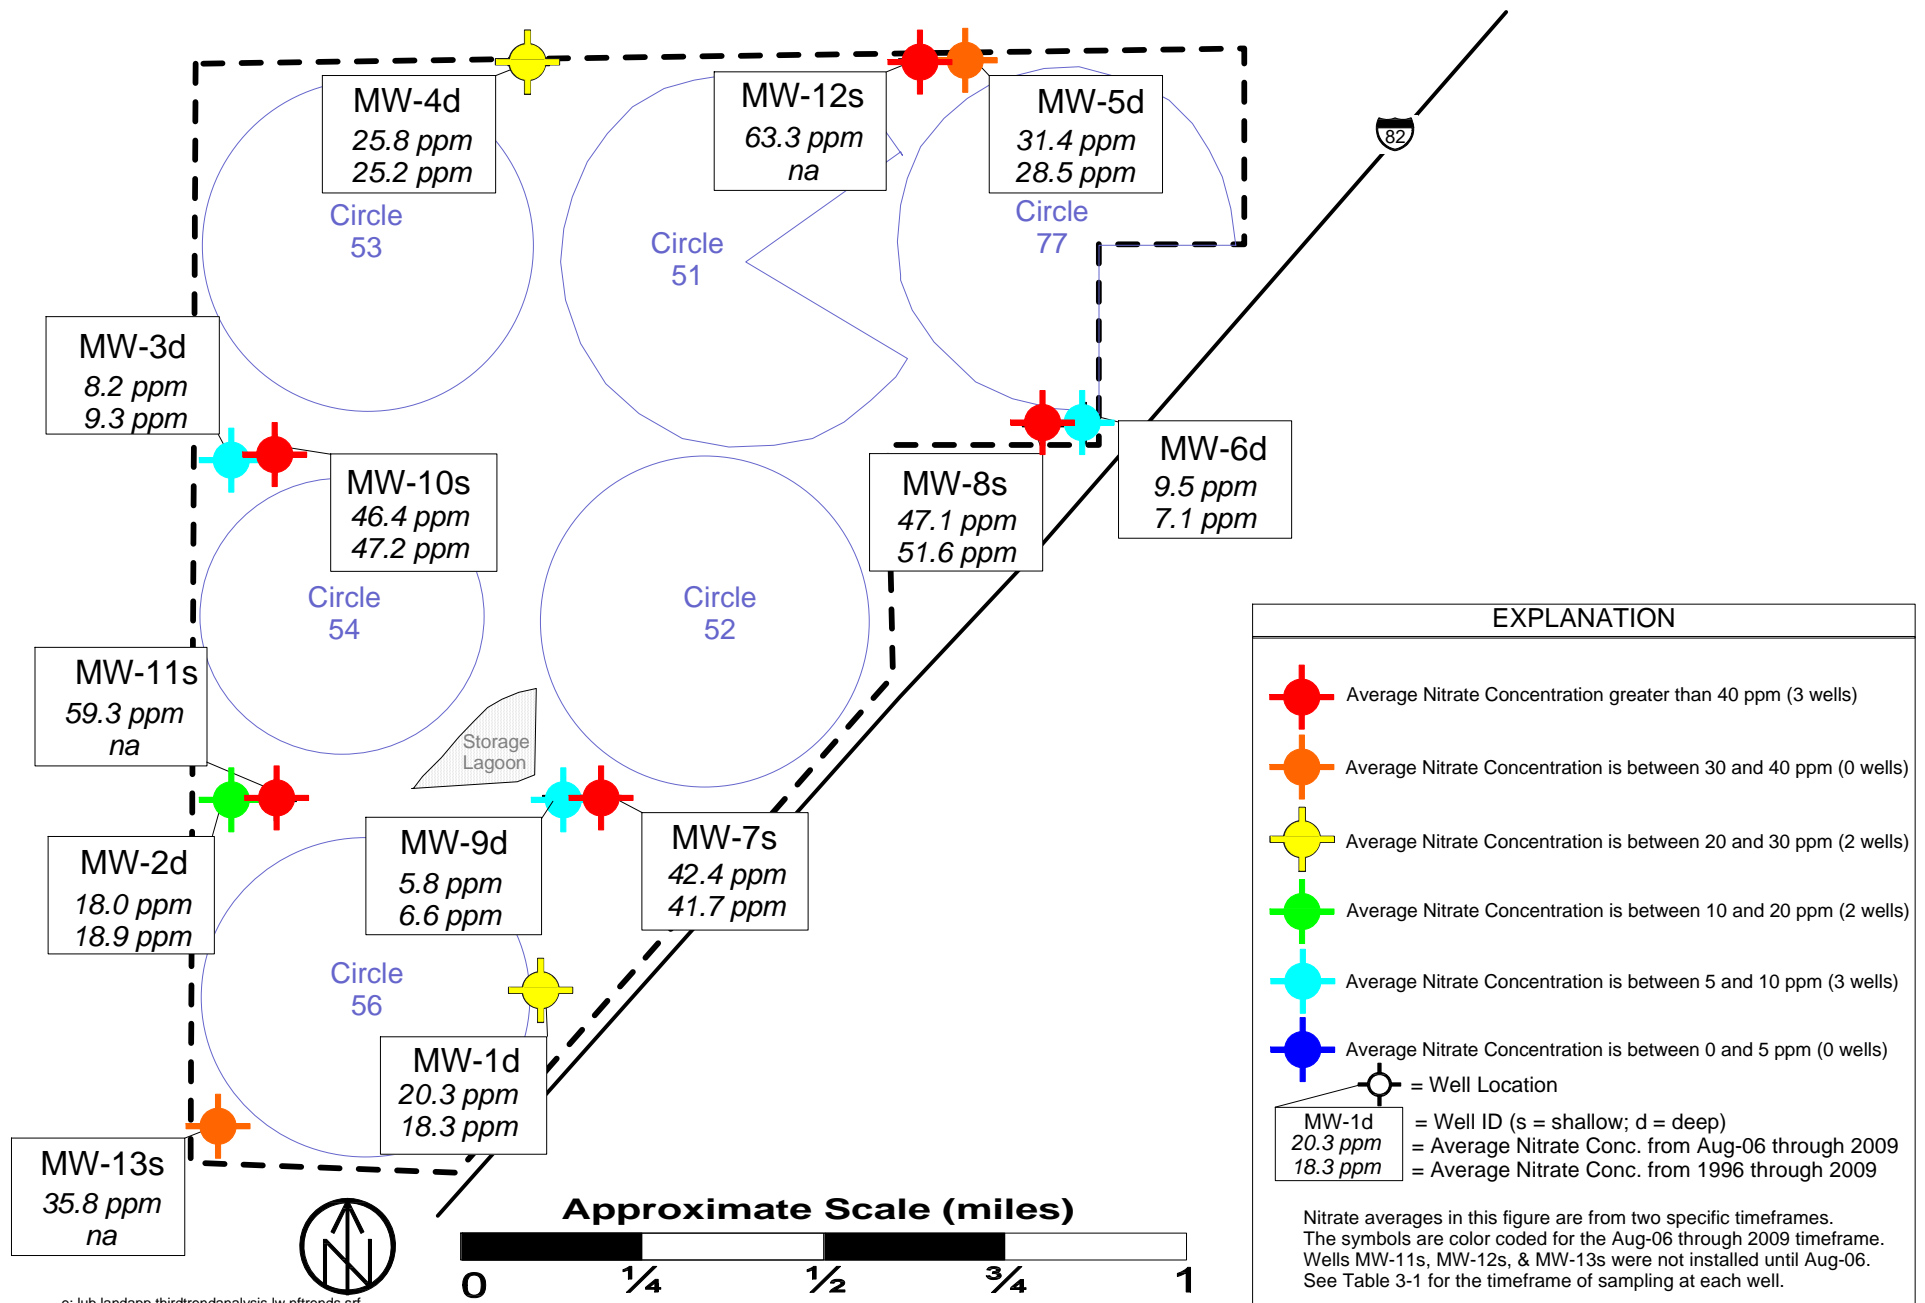 MW-4d
25.8 ppm
25.2 ppm
MW-12s
63.3 ppm
na
MW-5d
31.4 ppm
28.5 ppm
82
Circle
53
Circle
51
Circle
77
MW-3d
8.2 ppm
9.3 ppm
MW-10s
46.4 ppm
47.2 ppm
MW-8s
47.1 ppm
51.6 ppm
MW-6d
9.5 ppm
7.1 ppm
Circle
54
Circle
52
MW-11s
59.3 ppm
na
Storage
Lagoon
MW-2d
18.0 ppm
18.9 ppm
MW-9d
5.8 ppm
6.6 ppm
MW-7s
42.4 ppm
41.7 ppm
Circle
56
MW-1d
20.3 ppm
18.3 ppm
MW-13s
35.8 ppm
na
N
Approximate Scale (miles)
0 1/4 1/2 3/4 1
EXPLANATION
Average Nitrate Concentration greater than 40 ppm (3 wells)
Average Nitrate Concentration is between 30 and 40 ppm (0 wells)
Average Nitrate Concentration is between 20 and 30 ppm (2 wells)
Average Nitrate Concentration is between 10 and 20 ppm (2 wells)
Average Nitrate Concentration is between 5 and 10 ppm (3 wells)
Average Nitrate Concentration is between 0 and 5 ppm (0 wells)
= Well Location
MW-1d = Well ID (s = shallow; d = deep)
20.3 ppm = Average Nitrate Conc. from Aug-06 through 2009
18.3 ppm = Average Nitrate Conc. from 1996 through 2009
Nitrate averages in this figure are from two specific timeframes.
The symbols are color coded for the Aug-06 through 2009 timeframe.
Wells MW-11s, MW-12s, & MW-13s were not installed until Aug-06.
See Table 3-1 for the timeframe of sampling at each well.